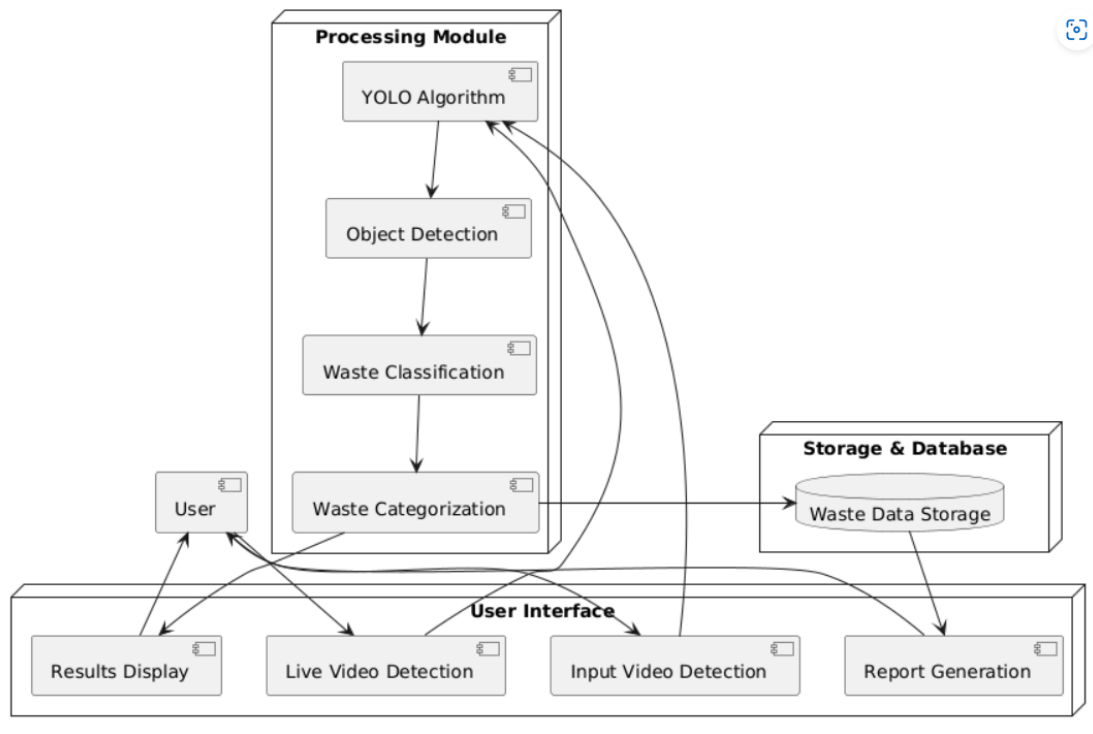 Processing Module
YOLO Algorithm
Object Detection
Waste Classification
Storage & Database
User
Waste Categorization
Waste Data Storage
User Interface
Results Display
Live Video Detection
Input Video Detection
Report Generation